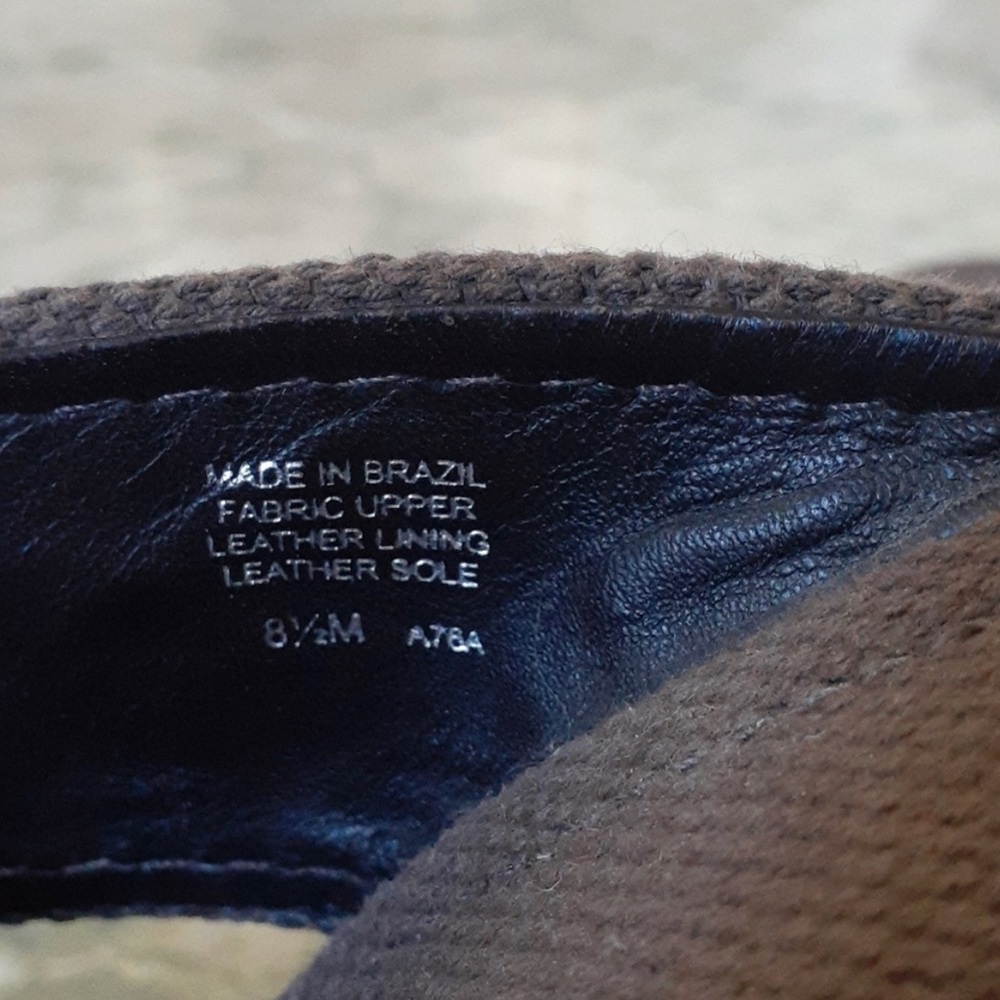 MADE IN BRAZIL
FABRIC UPPER
LEATHER LINING
LEATHER SOLE
8½M A76A